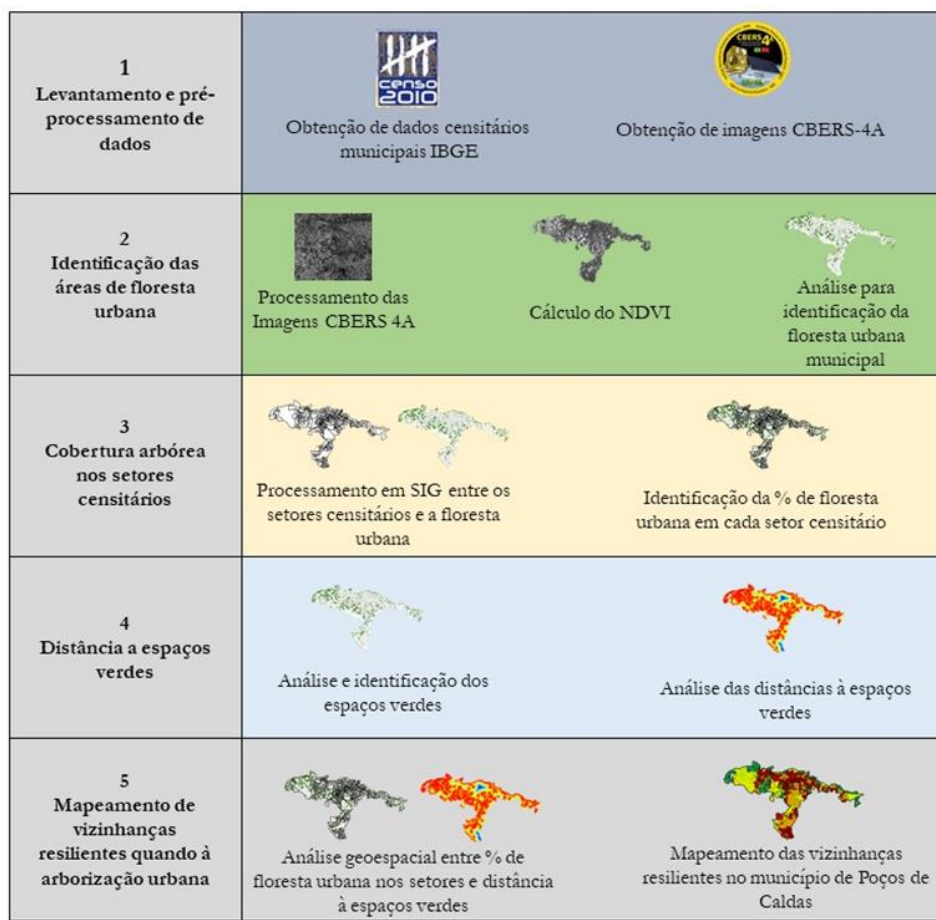 1
Levantamento e pré-
processamento de
dados
censo
2010
Obtenção de dados censitários
municipais IBGE
CBERS
4A
Obtenção de imagens CBERS-4A
2
Identificação das
áreas de floresta
urbana
Processamento das
Imagens CBERS 4A
Cálculo do NDVI
Análise para
identificação da
floresta urbana
municipal
3
Cobertura arbórea
nos setores
censitários
Processamento em SIG entre os
setores censitários e a floresta
urbana
Identificação da % de floresta
urbana em cada setor censitário
4
Distância a espaços
verdes
Análise e identificação dos
espaços verdes
Análise das distâncias à espaços
verdes
5
Mapeamento de
vizinhanças
resilientes quando à
arborização urbana
Análise geoespacial entre % de
floresta urbana nos setores e distância
à espaços verdes
Mapeamento das vizinhanças
resilientes no município de Poços de
Caldas